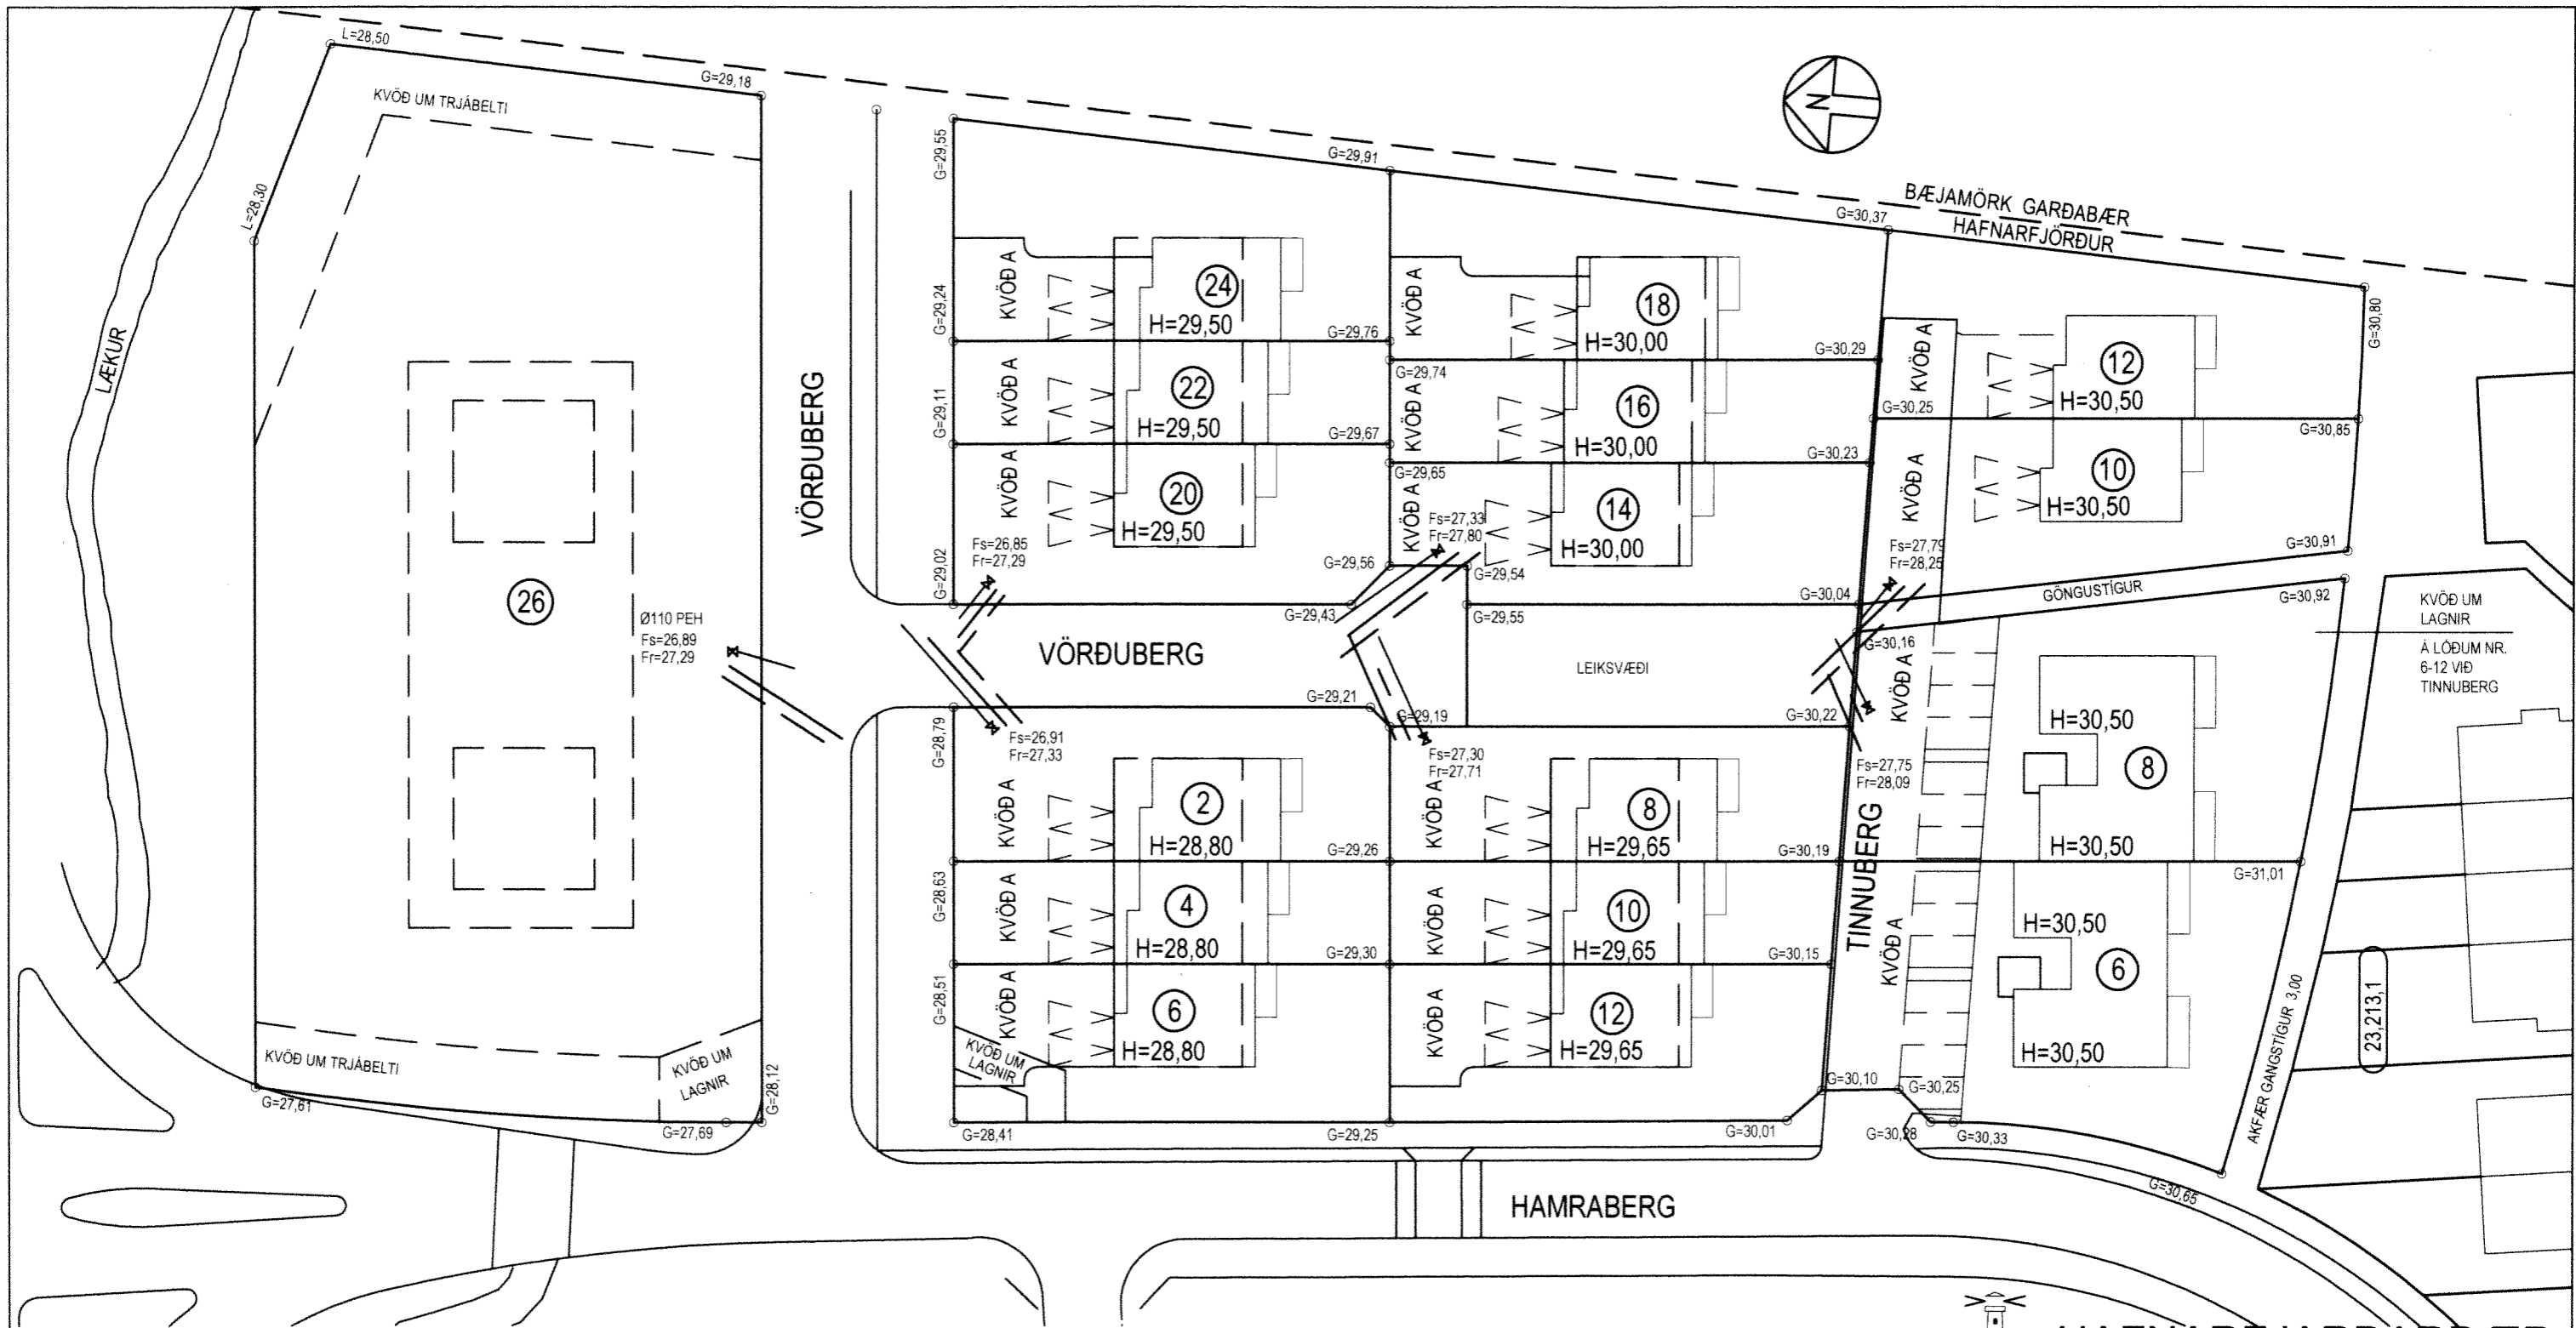 L=28,50
G=29,18
KVÖÐ UM TRJÁBELTI
L=28,30
LÆKUR
G=29,55
G=29,91
N
BÆJAMÖRK GARÐABÆR
HAFNARFJÖRÐUR
G=30,37
G=30,80
KVÖÐ A
24
H=29,50
G=29,24
G=29,76
KVÖÐ A
18
H=30,00
G=30,29
KVÖÐ A
12
H=30,50
G=30,85
VÖRÐUBERG
G=29,11
KVÖÐ A
22
H=29,50
G=29,67
G=29,74
KVÖÐ A
16
H=30,00
G=30,23
G=30,25
KVÖÐ A
10
H=30,50
G=30,91
KVÖÐ A
20
H=29,50
G=29,65
KVÖÐ A
14
H=30,00
G=29,02
Fs=26,85
Fr=27,29
G=29,56
Fs=27,33
Fr=27,80
G=29,54
Fs=27,79
Fr=28,25
G=29,43
G=29,55
G=30,04
GÖNGUSTÍGUR
G=30,92
26
Ø110 PEH
Fs=26,89
Fr=27,29
VÖRÐUBERG
LEIKSVÆÐI
G=30,16
KVÖÐ UM
LAGNIR
Á LÓÐUM NR.
6-12 VIÐ
TINNUBERG
G=28,79
G=29,21
G=29,19
G=30,22
KVÖÐ A
Fs=26,91
Fr=27,33
Fs=27,30
Fr=27,71
Fs=27,75
Fr=28,09
H=30,50
8
H=30,50
KVÖÐ A
2
H=28,80
G=29,26
KVÖÐ A
8
H=29,65
G=30,19
TINNUBERG
G=31,01
G=28,63
KVÖÐ A
4
H=28,80
G=29,30
KVÖÐ A
10
H=29,65
G=30,15
KVÖÐ A
H=30,50
6
H=30,50
G=28,51
KVÖÐ A
6
H=28,80
KVÖÐ UM
LAGNIR
KVÖÐ A
12
H=29,65
AKFÆR GANGSTÍGUR 3,00
23,213,1
KVÖÐ UM TRJÁBELTI
KVÖÐ UM
LAGNIR
G=28,12
G=27,61
G=27,69
G=28,41
G=29,25
G=30,01
G=30,10
G=30,25
G=30,28
G=30,33
G=30,65
HAMRABERG